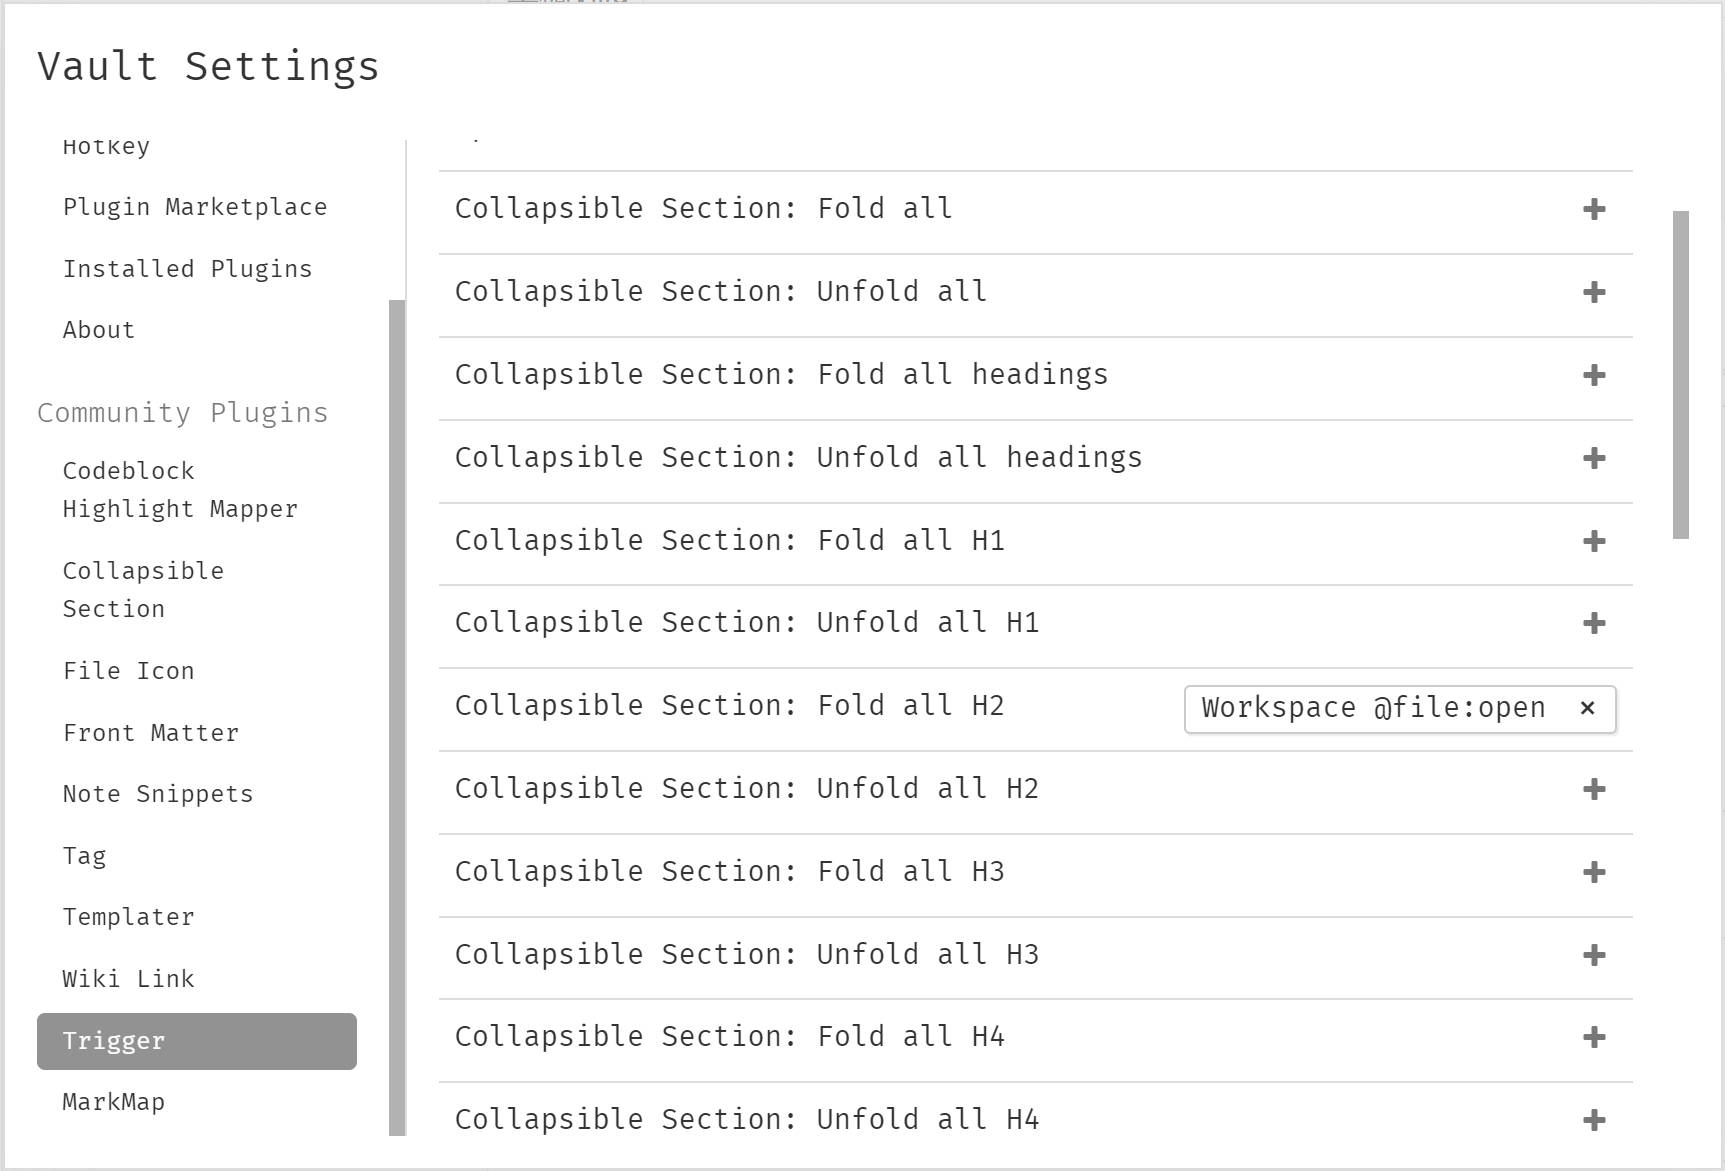 Vault Settings
Hotkey
Plugin Marketplace
Installed Plugins
About
Community Plugins
Codeblock
Highlight Mapper
Collapsible
Section
File Icon
Front Matter
Note Snippets
Tag
Templater
Wiki Link
Trigger
MarkMap
Collapsible Section: Fold all
Collapsible Section: Unfold all
Collapsible Section: Fold all headings
Collapsible Section: Unfold all headings
Collapsible Section: Fold all H1
Collapsible Section: Unfold all H1
Collapsible Section: Fold all H2 Workspace @file:open ×
Collapsible Section: Unfold all H2
Collapsible Section: Fold all H3
Collapsible Section: Unfold all H3
Collapsible Section: Fold all H4
Collapsible Section: Unfold all H4